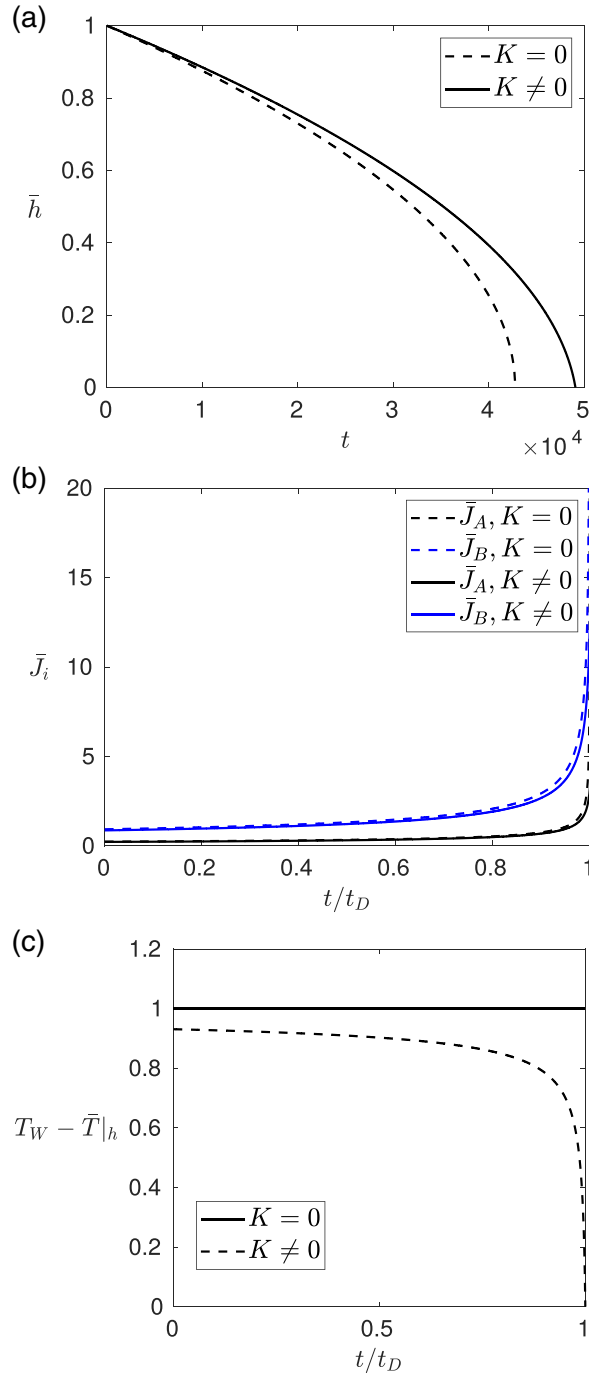 (a)
1
0.8
0.6
0.4
0.2
0
h̄
K = 0
K ≠ 0
0 1 2 3 4 5
t
×10⁴
(b)
20
15
10
5
0
J̄_i
J̄_A, K = 0
J̄_B, K = 0
J̄_A, K ≠ 0
J̄_B, K ≠ 0
0 0.2 0.4 0.6 0.8 1
t/t_D
(c)
1.2
1
0.8
0.6
0.4
0.2
0
T_W − T̄|_h
K = 0
K ≠ 0
0 0.5 1
t/t_D